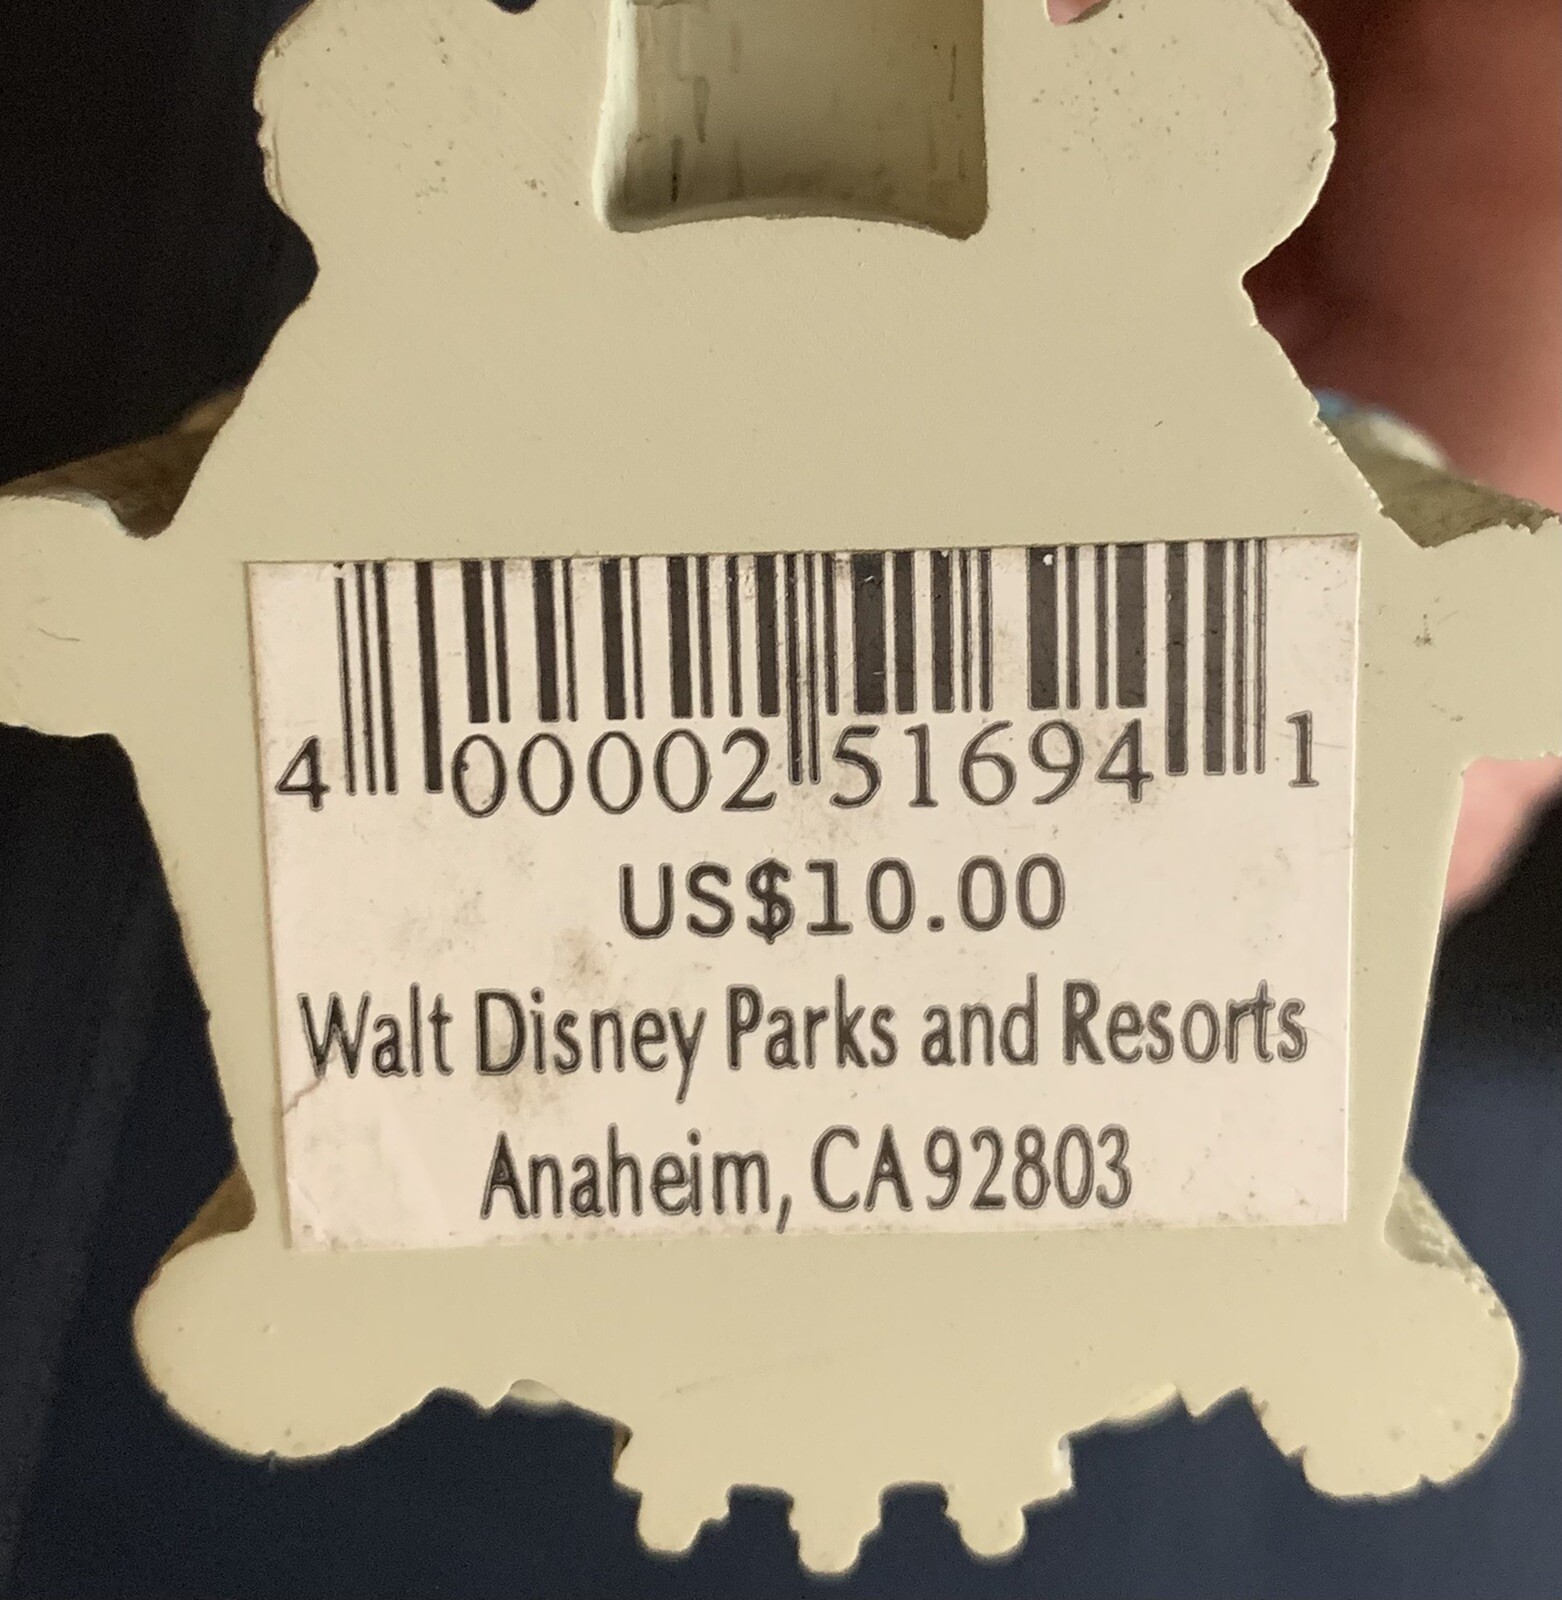 4 00002 51694 1
US$10.00
Walt Disney Parks and Resorts
Anaheim, CA 92803